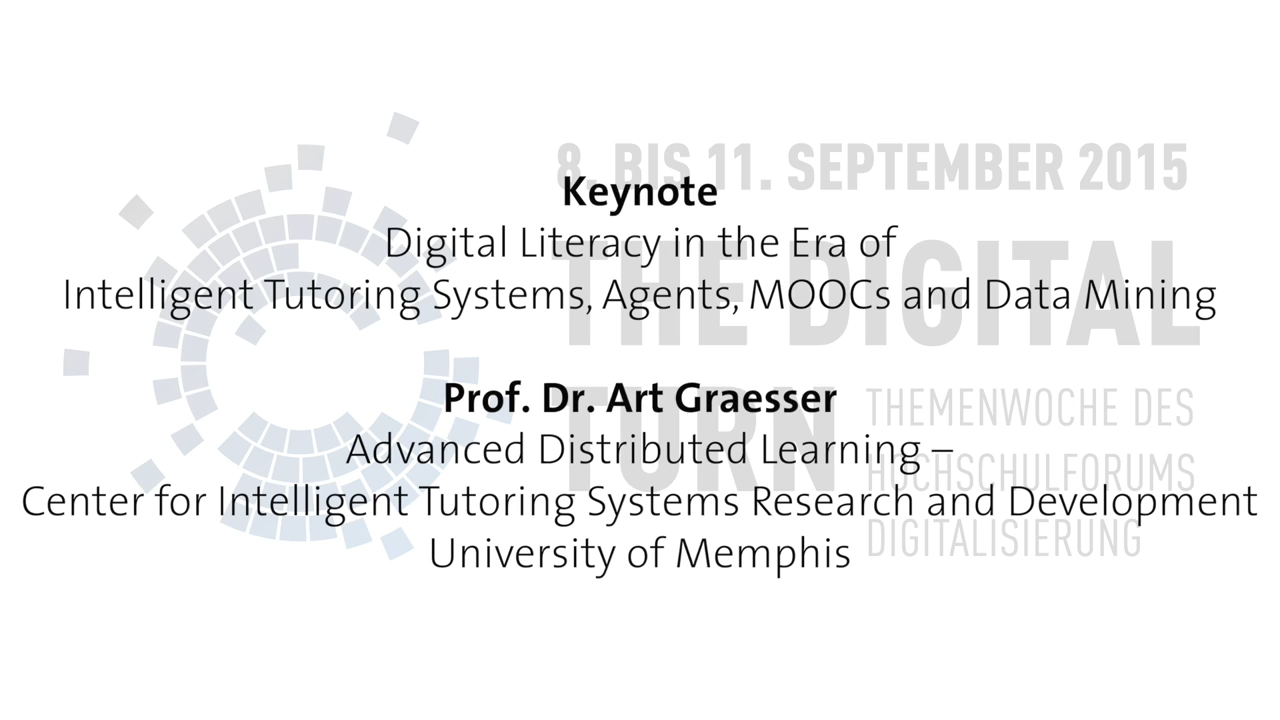 8. BIS 11. SEPTEMBER 2015
THE DIGITAL
TURN
THEMENWOCHE DES
HOCHSCHULFORUMS
DIGITALISIERUNG
Keynote
Digital Literacy in the Era of
Intelligent Tutoring Systems, Agents, MOOCs and Data Mining
Prof. Dr. Art Graesser
Advanced Distributed Learning –
Center for Intelligent Tutoring Systems Research and Development
University of Memphis